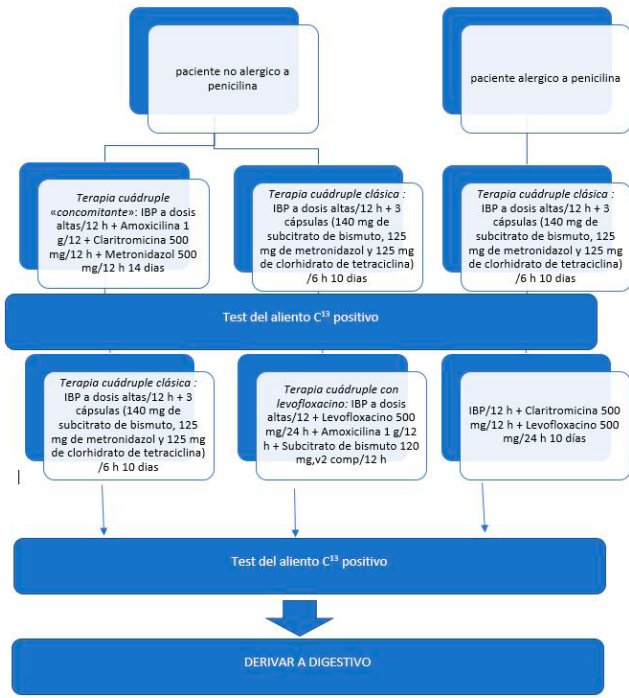 paciente no alergico a
penicilina
paciente alergico a penicilina
Terapia cuádruple
«concomitante»: IBP a dosis
altas/12 h + Amoxicilina 1
g/12 + Claritromicina 500
mg/12 h + Metronidazol 500
mg/12 h 14 dias
Terapia cuádruple clásica :
IBP a dosis altas/12 h + 3
cápsulas (140 mg de
subcitrato de bismuto, 125
mg de metronidazol y 125 mg
de clorhidrato de tetraciclina)
/6 h 10 dias
Terapia cuádruple clásica :
IBP a dosis altas/12 h + 3
cápsulas (140 mg de
subcitrato de bismuto, 125
mg de metronidazol y 125 mg
de clorhidrato de tetraciclina)
/6 h 10 dias
Test del aliento C¹³ positivo
Terapia cuádruple clásica :
IBP a dosis altas/12 h + 3
cápsulas (140 mg de
subcitrato de bismuto, 125
mg de metronidazol y 125 mg
de clorhidrato de tetraciclina)
/6 h 10 dias
Terapia cuádruple con
levofloxacino: IBP a dosis
altas/12 + Levofloxacino 500
mg/24 h + Amoxicilina 1 g/12
h + Subcitrato de bismuto 120
mg,v2 comp/12 h
IBP/12 h + Claritromicina 500
mg/12 h + Levofloxacino 500
mg/24 h 10 días
Test del aliento C¹³ positivo
DERIVAR A DIGESTIVO